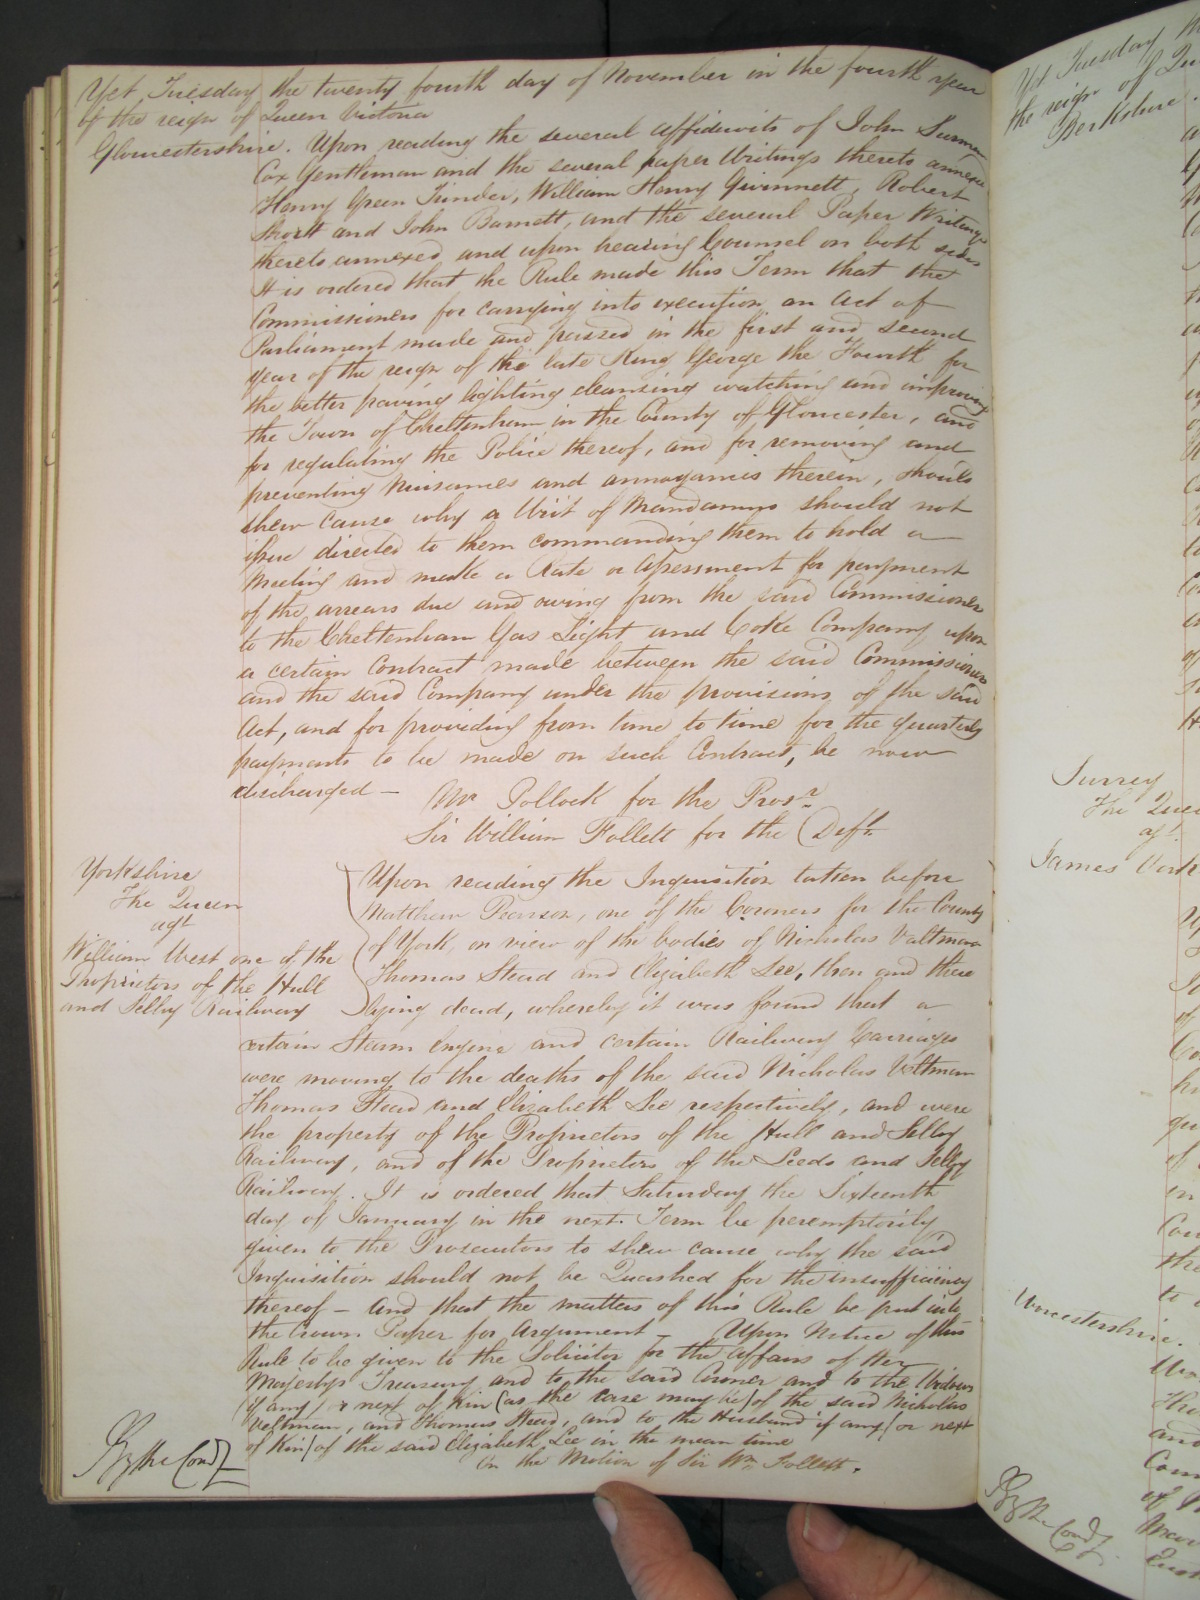 Yet Tuesday the twenty fourth day of November in the fourth year
of the reign of Queen Victoria
Gloucestershire. Upon reading the several affidavits of John Surman
Cox Gentleman and the several paper Writings thereto annexed
Henry Green Trinder, William Henry Gwinnett, Robert
Short and John Barnett, and the several Paper Writings
thereto annexed and upon hearing Counsel on both sides
It is ordered that the Rule made this Term that the
Commissioners for carrying into execution an Act of
Parliament made and passed in the first and second
year of the reign of the late King George the Fourth for
the better paving lighting cleansing watching and improving
the Town of Cheltenham in the County of Gloucester, and
for regulating the Police thereof, and for removing and
preventing Nuisances and annoyances therein, should
shew cause why a Writ of Mandamus should not
issue directed to them commanding them to hold a
Meeting and make a Rate or Assessment for payment
of the arrears due and owing from the said Commissioners
to the Cheltenham Gas Light and Coke Company upon
a certain Contract made between the said Commissioners
and the said Company under the provisions of the said
Act, and for providing from time to time for the quarterly
payments to be made on such Contract, be now
discharged — Mr Pollock for the Prosr.
Sir William Follett for the Deft.
Yorkshire
The Queen
agt
William West one of the
Proprietors of the Hull
and Selby Railway
Upon reading the Inquisition taken before
Matthew Pearson, one of the Coroners for the County
of York, on view of the bodies of Nicholas Valtman
Thomas Stead and Elizabeth Lee, then and there
lying dead, whereby it was found that a
certain Steam Engine and certain Railway Carriages
were moving to the deaths of the said Nicholas Veltman
Thomas Stead and Elizabeth Lee respectively, and were
the property of the Proprietors of the Hull and Selby
Railway, and of the Proprietors of the Leeds and Selby
Railway. It is ordered that Saturday the Sixteenth
day of January in the next Term be peremptorily
given to the Prosecutors to shew cause why the said
Inquisition should not be Quashed for the insufficiency
thereof — And that the matters of this Rule be put into
the Crown Paper for Argument — Upon Notice of this
Rule to be given to the Solicitor for the Affairs of Her
Majestys Treasury and to the said Coroner and to the Widows
if any or next of Kin (as the case may be) of the said Nicholas
Veltman, and Thomas Stead, and to the Husband if any (or next
of Kin) of the said Elizabeth Lee in the mean time
On the Motion of Sir Wm. Follett.
By the Court
Yet Tuesday the
the reign of Qu
Berkshire.
Surrey
The Quee
agt.
James York
Worcestershire.
By the Court